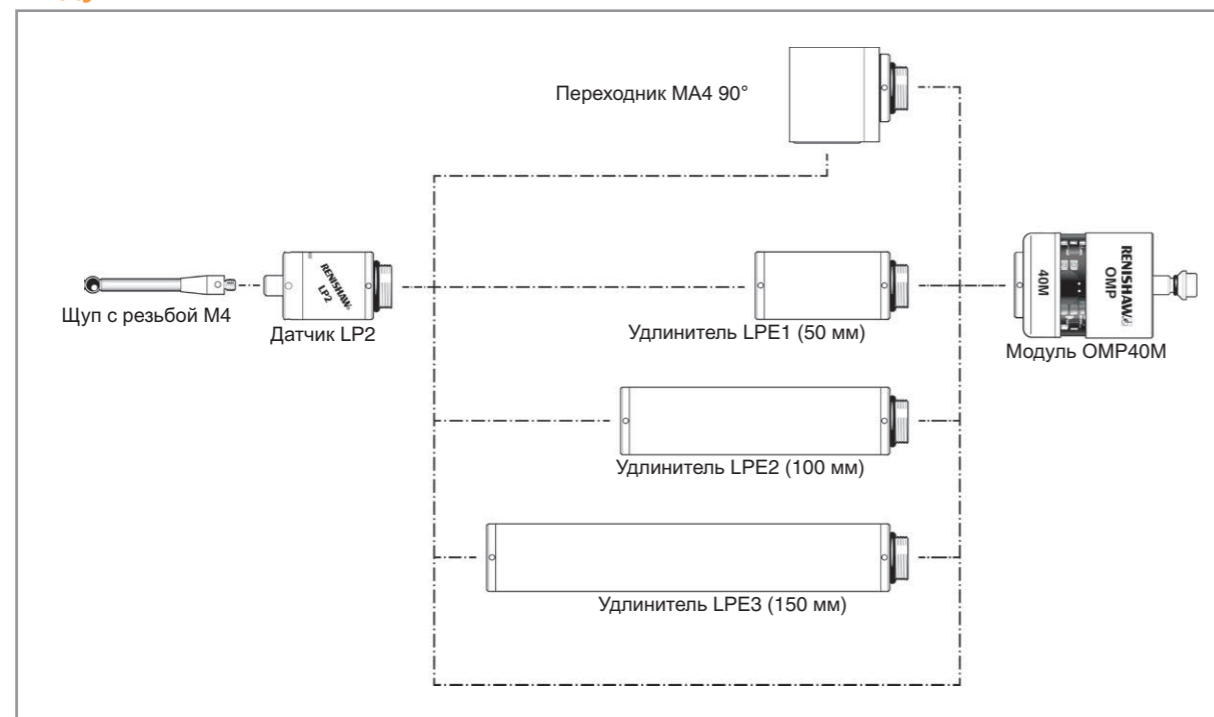 Переходник MA4 90°
RENISHAW
LP2
40M
RENISHAW
OMP
Щуп с резьбой M4
Датчик LP2
Удлинитель LPE1 (50 мм)
Модуль OMP40M
Удлинитель LPE2 (100 мм)
Удлинитель LPE3 (150 мм)